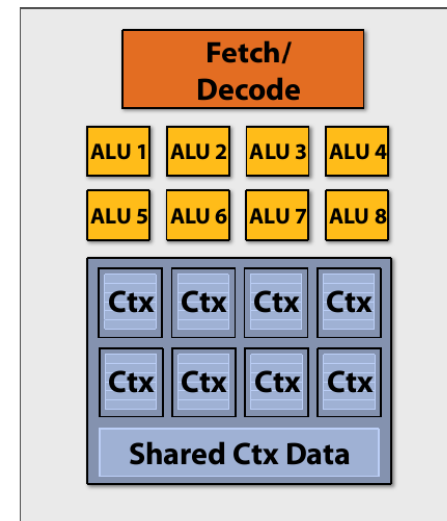 Fetch/
Decode
ALU 1 ALU 2 ALU 3 ALU 4
ALU 5 ALU 6 ALU 7 ALU 8
Ctx Ctx Ctx Ctx
Ctx Ctx Ctx Ctx
Shared Ctx Data